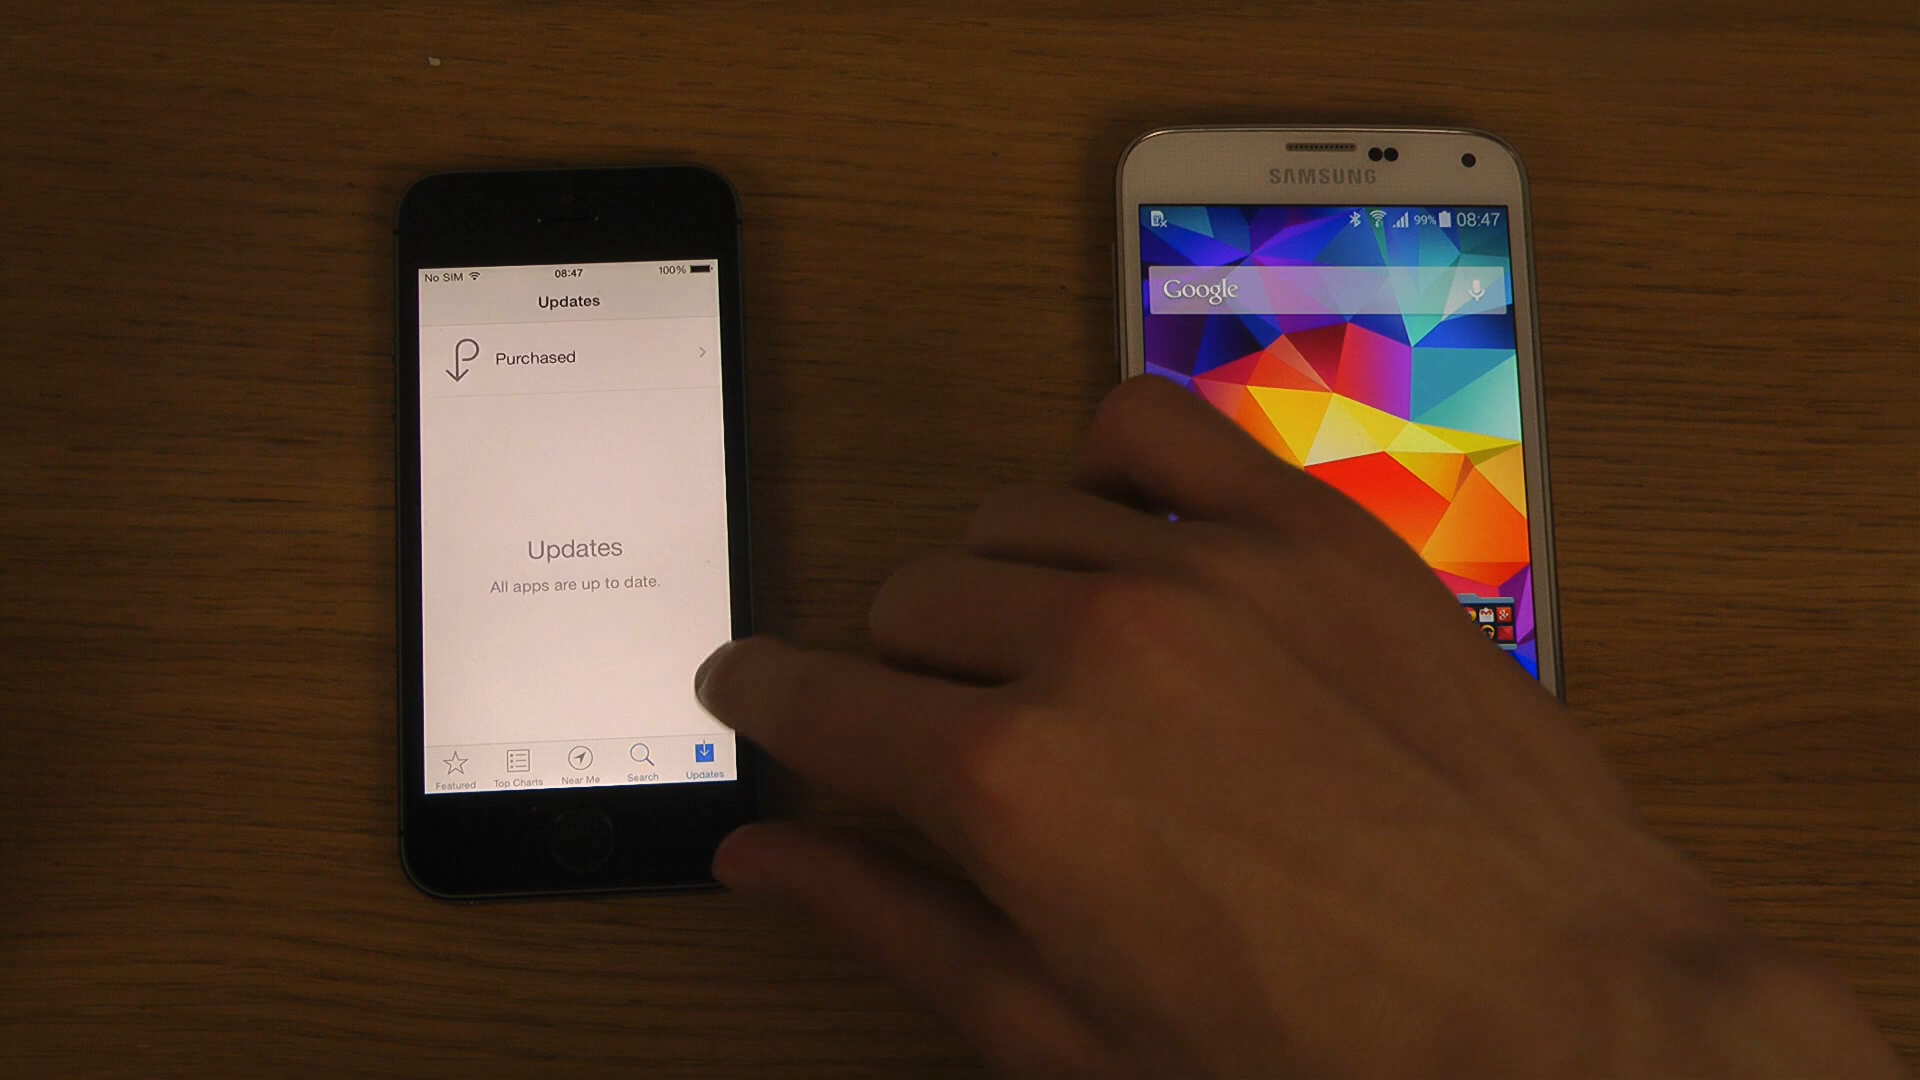 No SIM 08:47 100%
Updates
Purchased
Updates
All apps are up to date.
Featured Top Charts Near Me Search Updates
SAMSUNG
99% 08:47
Google